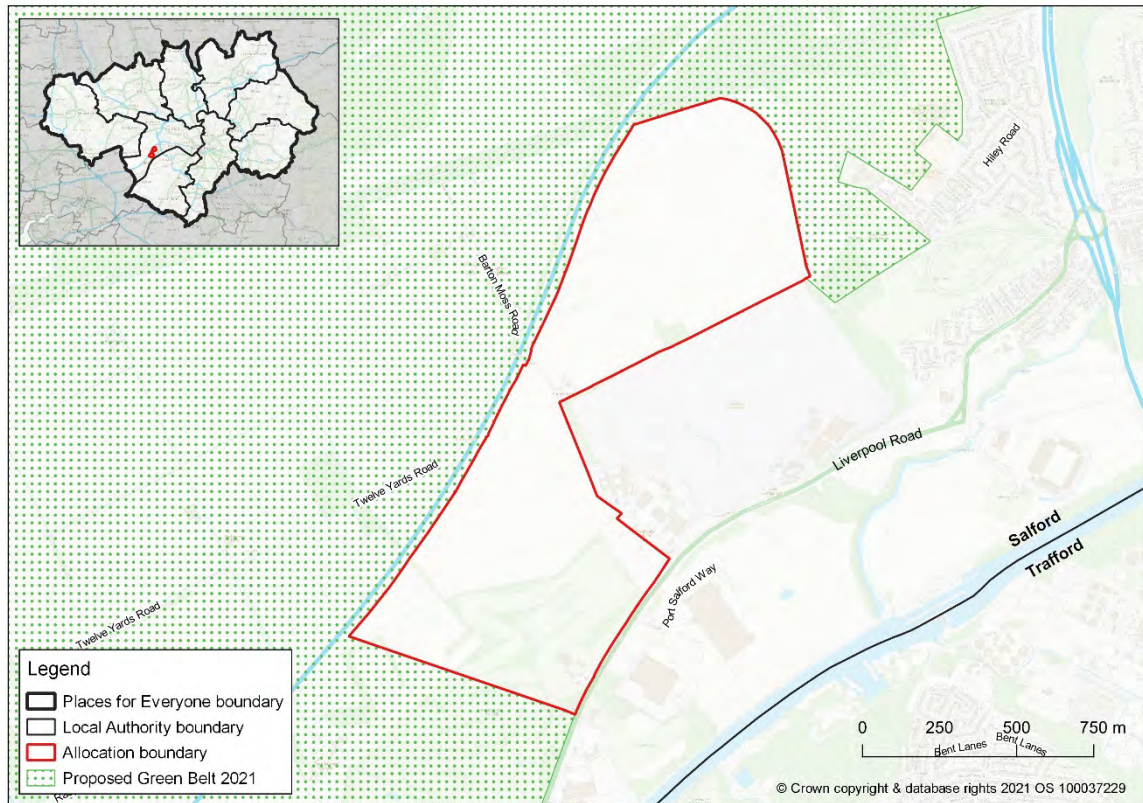 Hiley Road
Barton Moss Road
Liverpool Road
Twelve Yards Road
Salford
Trafford
Port Salford Way
Twelve Yards Road
Legend
Places for Everyone boundary
Local Authority boundary
Allocation boundary
Proposed Green Belt 2021
0 250 500 750 m
Bent Lanes
Bent Lanes
© Crown copyright & database rights 2021 OS 100037229